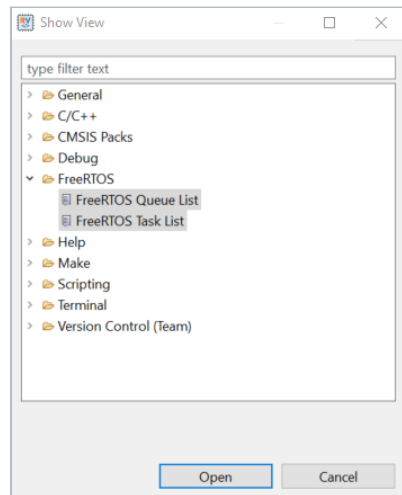 Show View
type filter text
General
C/C++
CMSIS Packs
Debug
FreeRTOS
FreeRTOS Queue List
FreeRTOS Task List
Help
Make
Scripting
Terminal
Version Control (Team)
Open Cancel